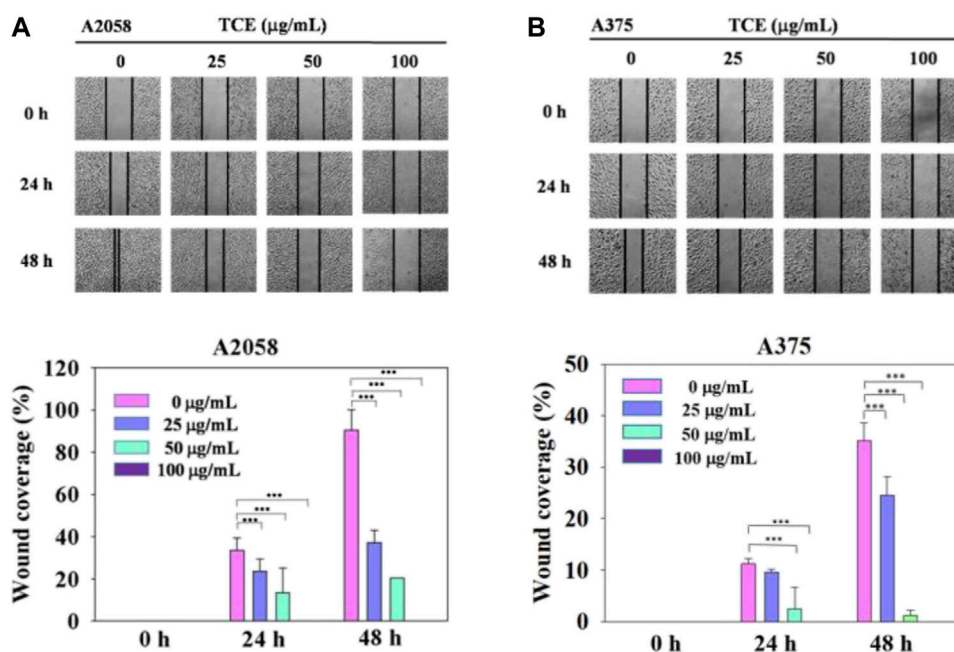 A
A2058 TCE (µg/mL)
0 25 50 100
0 h
24 h
48 h
A2058
Wound coverage (%)
120
100
80
60
40
20
0
0 µg/mL
25 µg/mL
50 µg/mL
100 µg/mL
*** *** ***
*** *** ***
0 h 24 h 48 h
B
A375 TCE (µg/mL)
0 25 50 100
0 h
24 h
48 h
A375
Wound coverage (%)
50
40
30
20
10
0
0 µg/mL
25 µg/mL
50 µg/mL
100 µg/mL
*** ***
*** *** ***
0 h 24 h 48 h